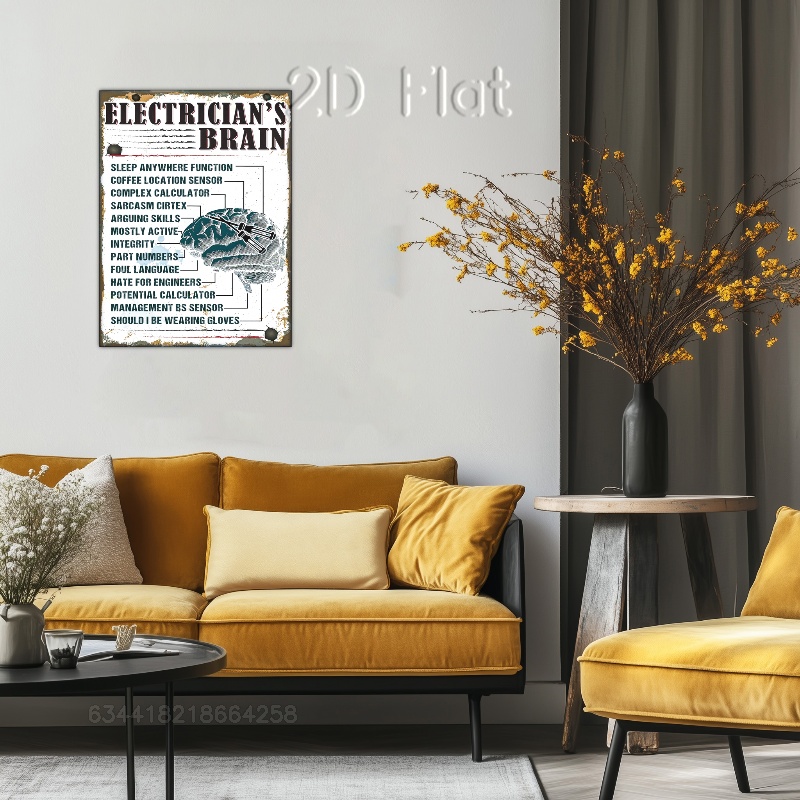 2D Flat
ELECTRICIAN'S
BRAIN
SLEEP ANYWHERE FUNCTION
COFFEE LOCATION SENSOR
COMPLEX CALCULATOR
SARCASM CIRTEX
ARGUING SKILLS
MOSTLY ACTIVE
INTEGRITY
PART NUMBERS
FOUL LANGUAGE
HATE FOR ENGINEERS
POTENTIAL CALCULATOR
MANAGEMENT BS SENSOR
SHOULD I BE WEARING GLOVES
634418218664258